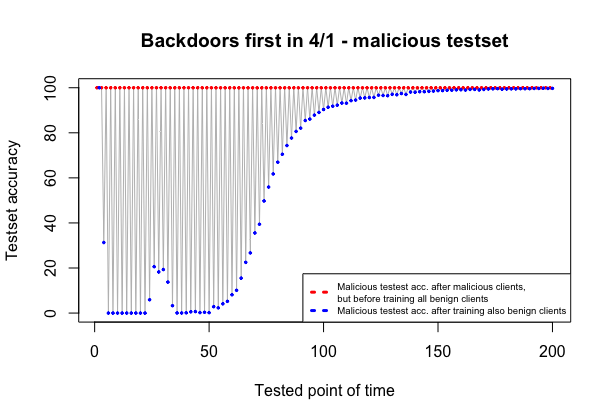 Backdoors first in 4/1 - malicious testset
Testset accuracy
100
80
60
40
20
0
Malicious testest acc. after malicious clients,
but before training all benign clients
Malicious testest acc. after training also benign clients
0 50 100 150 200
Tested point of time